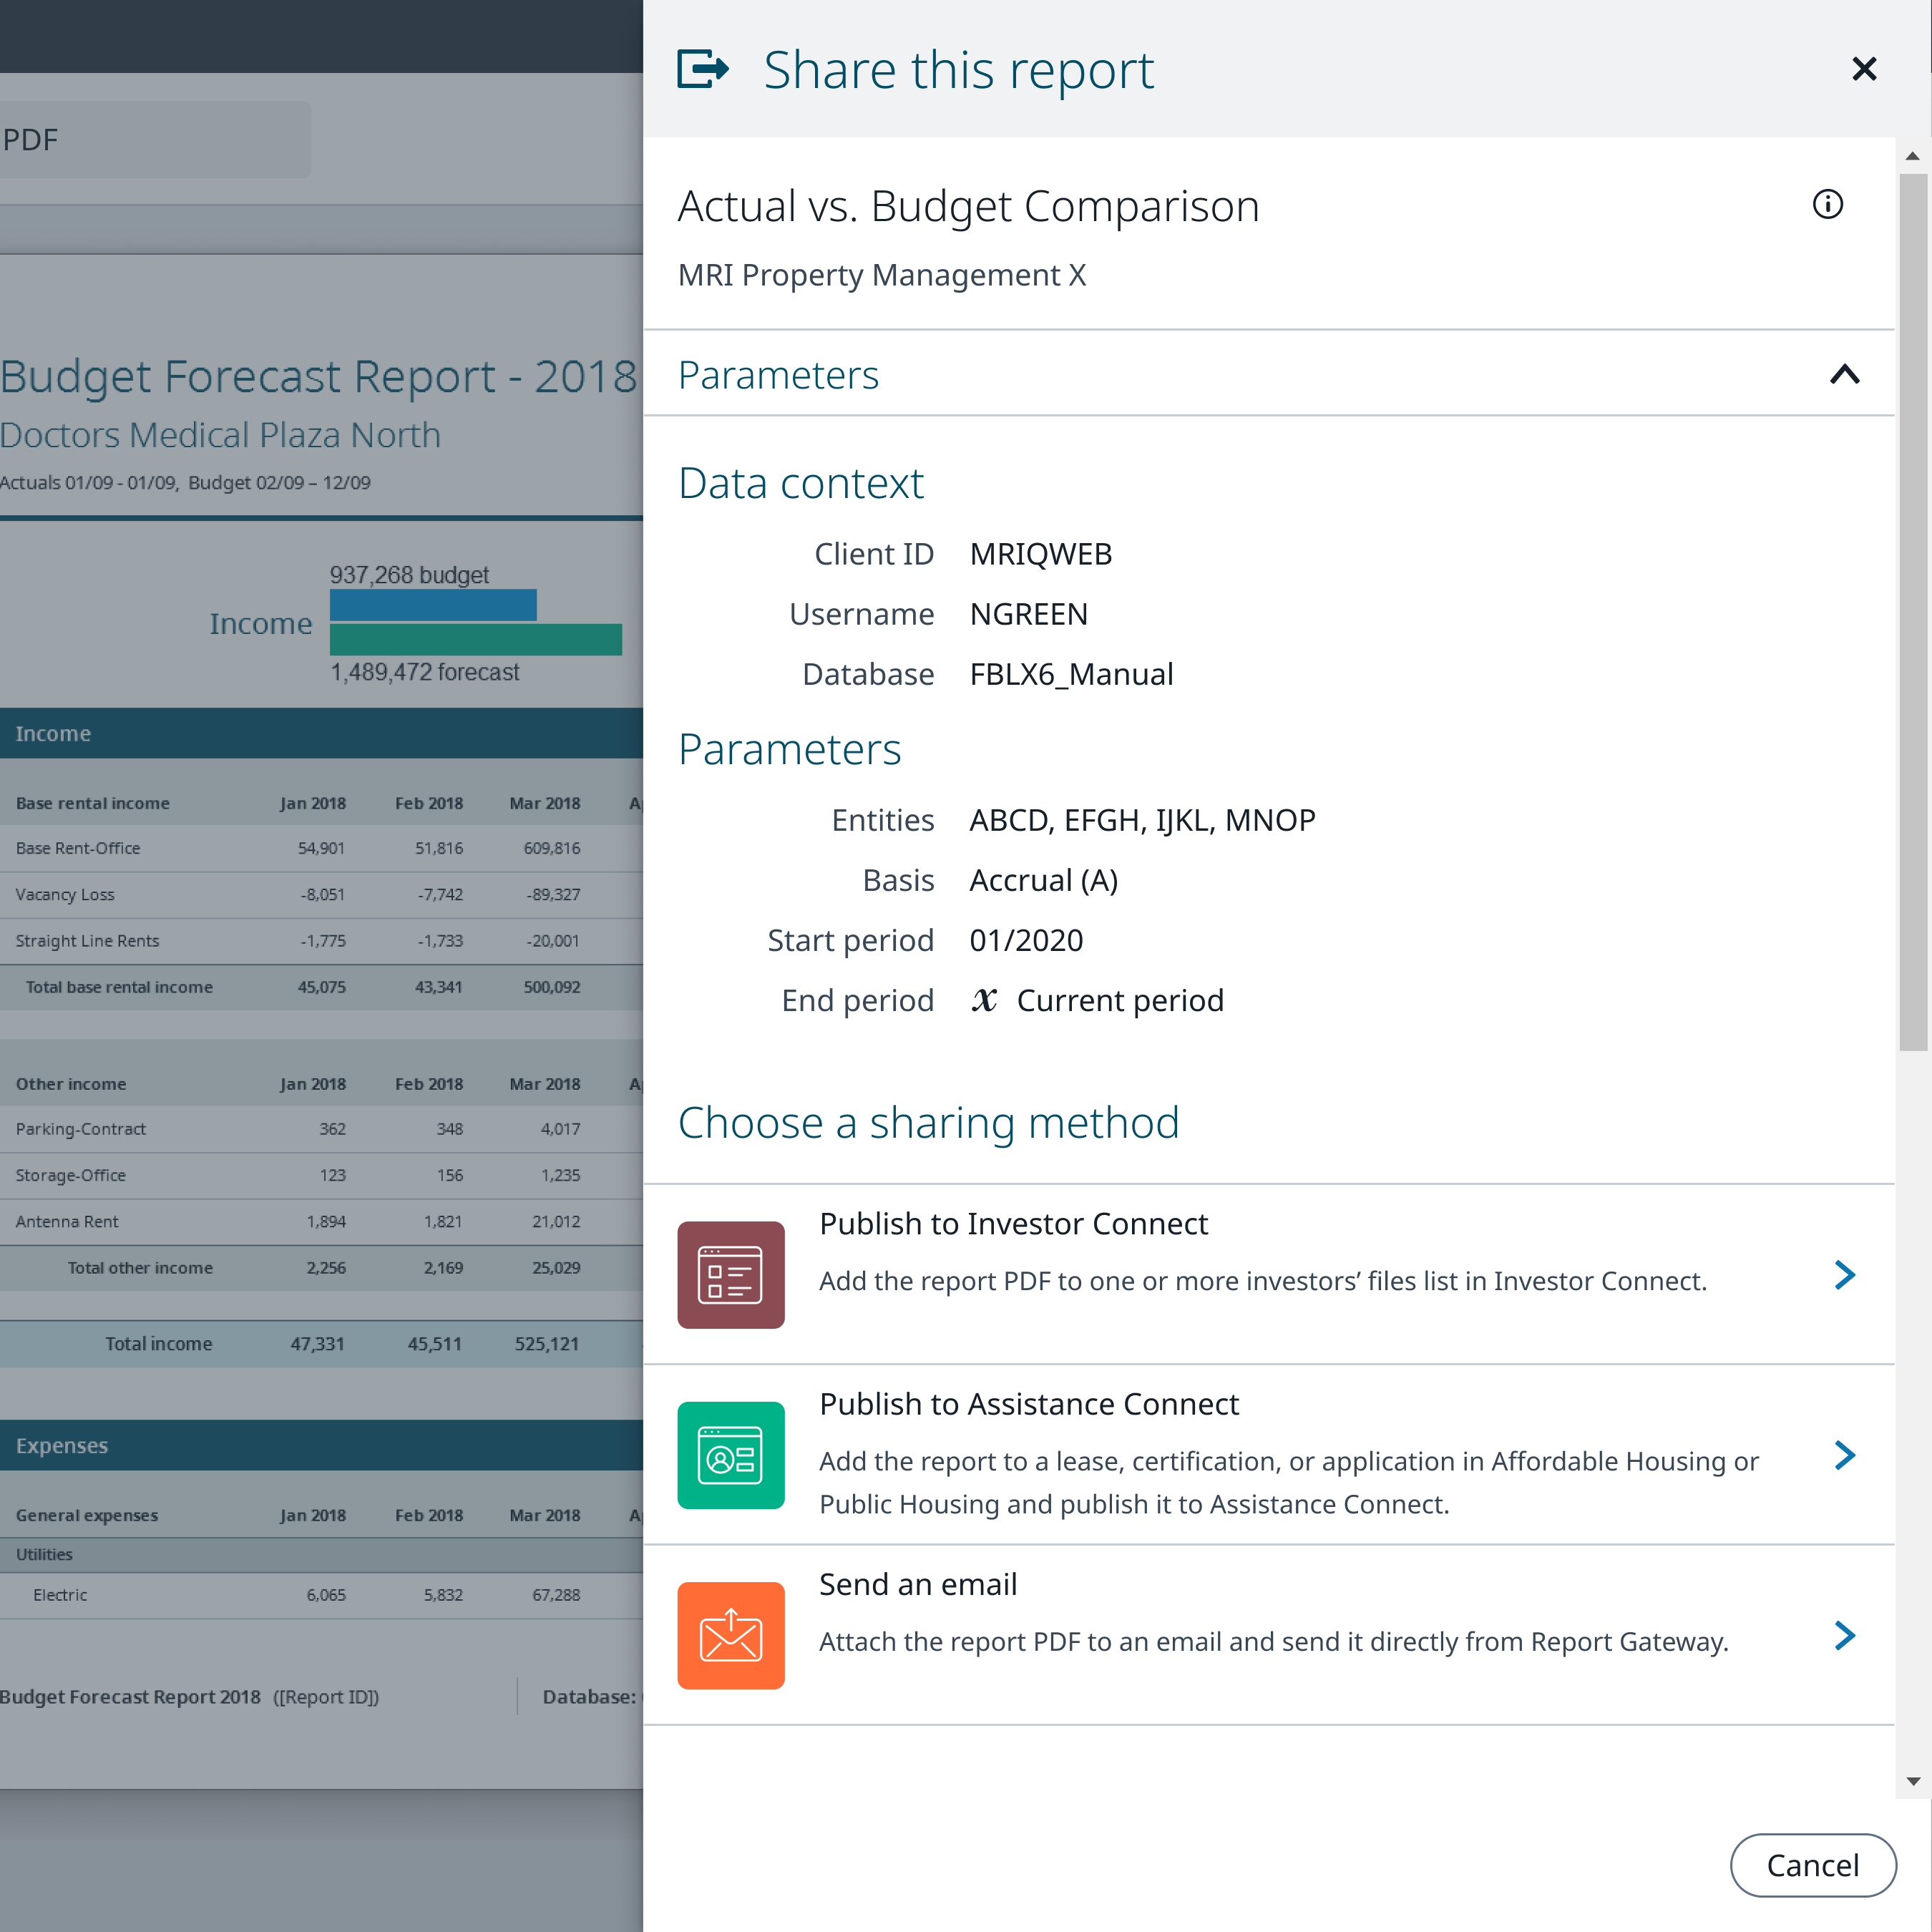 PDF
Budget Forecast Report - 2018
Doctors Medical Plaza North
Actuals 01/09 - 01/09, Budget 02/09 – 12/09
937,268 budget
Income
1,489,472 forecast
Income
Base rental income Jan 2018 Feb 2018 Mar 2018
Base Rent-Office 54,901 51,816 609,816
Vacancy Loss -8,051 -7,742 -89,327
Straight Line Rents -1,775 -1,733 -20,001
Total base rental income 45,075 43,341 500,092
Other income Jan 2018 Feb 2018 Mar 2018
Parking-Contract 362 348 4,017
Storage-Office 123 156 1,235
Antenna Rent 1,894 1,821 21,012
Total other income 2,256 2,169 25,029
Total income 47,331 45,511 525,121
Expenses
General expenses Jan 2018 Feb 2018 Mar 2018
Utilities
Electric 6,065 5,832 67,288
Budget Forecast Report 2018 ([Report ID]) Database:
Share this report
Actual vs. Budget Comparison
MRI Property Management X
Parameters
Data context
Client ID MRIQWEB
Username NGREEN
Database FBLX6_Manual
Parameters
Entities ABCD, EFGH, IJKL, MNOP
Basis Accrual (A)
Start period 01/2020
End period x Current period
Choose a sharing method
Publish to Investor Connect
Add the report PDF to one or more investors’ files list in Investor Connect.
Publish to Assistance Connect
Add the report to a lease, certification, or application in Affordable Housing or
Public Housing and publish it to Assistance Connect.
Send an email
Attach the report PDF to an email and send it directly from Report Gateway.
Cancel